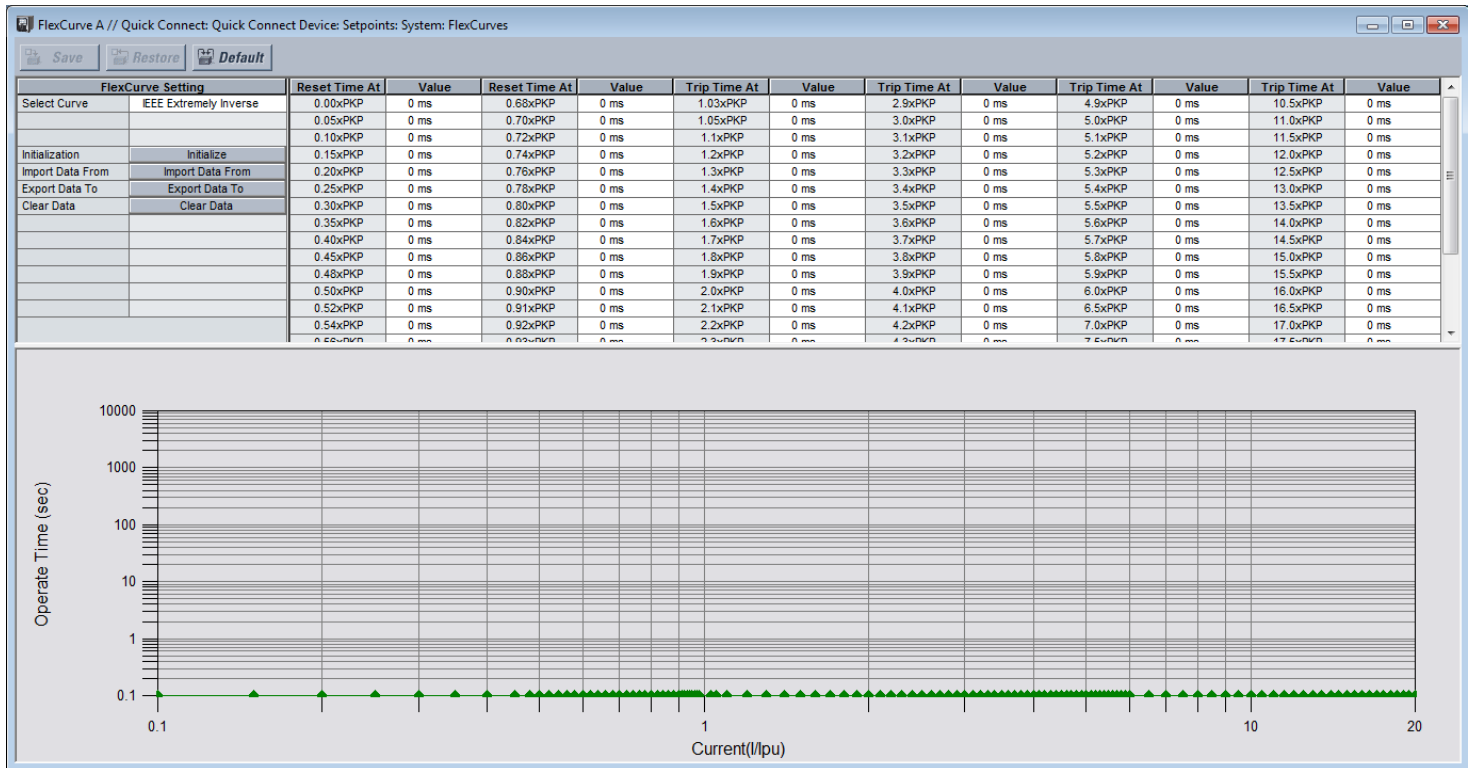 FlexCurve A // Quick Connect: Quick Connect Device: Setpoints: System: FlexCurves
Save Restore Default
FlexCurve Setting Reset Time At Value Reset Time At Value Trip Time At Value Trip Time At Value Trip Time At Value Trip Time At Value
Select Curve IEEE Extremely Inverse 0.00xPKP 0 ms 0.68xPKP 0 ms 1.03xPKP 0 ms 2.9xPKP 0 ms 4.9xPKP 0 ms 10.5xPKP 0 ms
0.05xPKP 0 ms 0.70xPKP 0 ms 1.05xPKP 0 ms 3.0xPKP 0 ms 5.0xPKP 0 ms 11.0xPKP 0 ms
0.10xPKP 0 ms 0.72xPKP 0 ms 1.1xPKP 0 ms 3.1xPKP 0 ms 5.1xPKP 0 ms 11.5xPKP 0 ms
Initialization Initialize 0.15xPKP 0 ms 0.74xPKP 0 ms 1.2xPKP 0 ms 3.2xPKP 0 ms 5.2xPKP 0 ms 12.0xPKP 0 ms
Import Data From Import Data From 0.20xPKP 0 ms 0.76xPKP 0 ms 1.3xPKP 0 ms 3.3xPKP 0 ms 5.3xPKP 0 ms 12.5xPKP 0 ms
Export Data To Export Data To 0.25xPKP 0 ms 0.78xPKP 0 ms 1.4xPKP 0 ms 3.4xPKP 0 ms 5.4xPKP 0 ms 13.0xPKP 0 ms
Clear Data Clear Data 0.30xPKP 0 ms 0.80xPKP 0 ms 1.5xPKP 0 ms 3.5xPKP 0 ms 5.5xPKP 0 ms 13.5xPKP 0 ms
0.35xPKP 0 ms 0.82xPKP 0 ms 1.6xPKP 0 ms 3.6xPKP 0 ms 5.6xPKP 0 ms 14.0xPKP 0 ms
0.40xPKP 0 ms 0.84xPKP 0 ms 1.7xPKP 0 ms 3.7xPKP 0 ms 5.7xPKP 0 ms 14.5xPKP 0 ms
0.45xPKP 0 ms 0.86xPKP 0 ms 1.8xPKP 0 ms 3.8xPKP 0 ms 5.8xPKP 0 ms 15.0xPKP 0 ms
0.48xPKP 0 ms 0.88xPKP 0 ms 1.9xPKP 0 ms 3.9xPKP 0 ms 5.9xPKP 0 ms 15.5xPKP 0 ms
0.50xPKP 0 ms 0.90xPKP 0 ms 2.0xPKP 0 ms 4.0xPKP 0 ms 6.0xPKP 0 ms 16.0xPKP 0 ms
0.52xPKP 0 ms 0.91xPKP 0 ms 2.1xPKP 0 ms 4.1xPKP 0 ms 6.5xPKP 0 ms 16.5xPKP 0 ms
0.54xPKP 0 ms 0.92xPKP 0 ms 2.2xPKP 0 ms 4.2xPKP 0 ms 7.0xPKP 0 ms 17.0xPKP 0 ms
10000
1000
100
10
1
0.1
Operate Time (sec)
0.1 1 10 20
Current(I/Ipu)